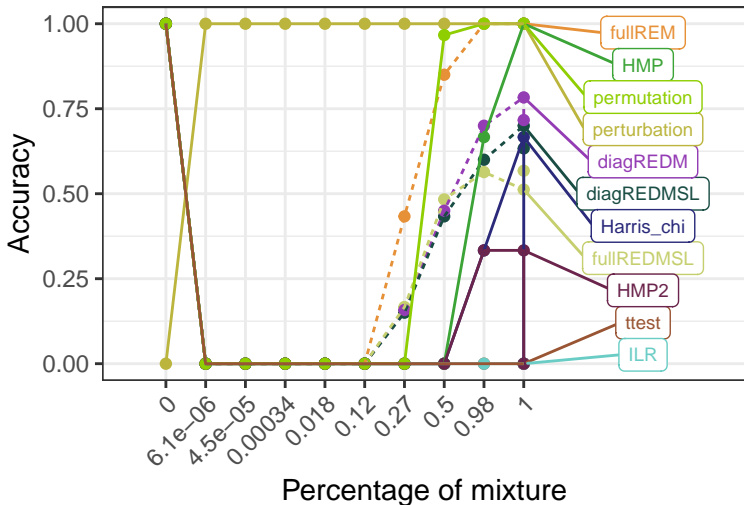 1.00
0.75
0.50
0.25
0.00
Accuracy
fullREM
HMP
permutation
perturbation
diagREDM
diagREDMSL
Harris_chi
fullREDMSL
HMP2
ttest
ILR
0
6.1e−06
4.5e−05
0.00034
0.018
0.12
0.27
0.5
0.98
1
Percentage of mixture